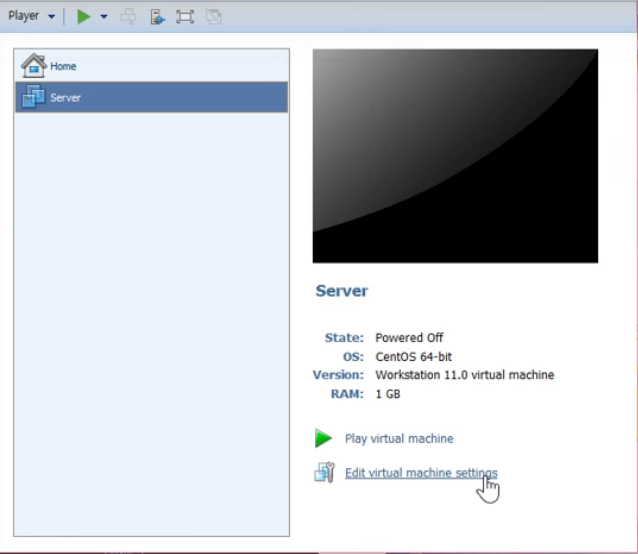 Player
Home
Server
Server
State: Powered Off
OS: CentOS 64-bit
Version: Workstation 11.0 virtual machine
RAM: 1 GB
Play virtual machine
Edit virtual machine settings